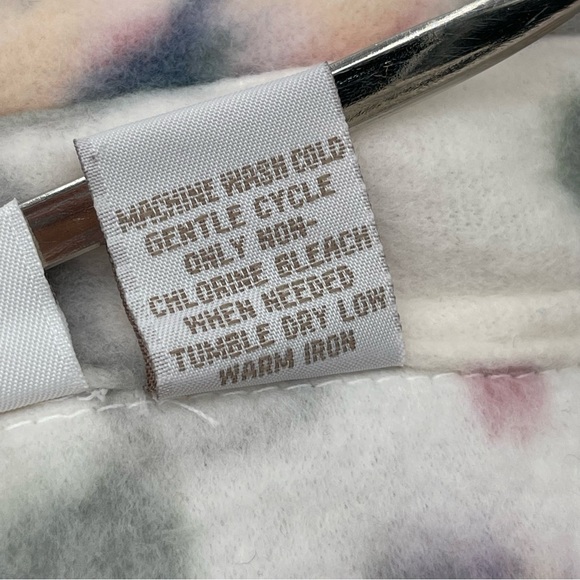 MACHINE WASH COLD
GENTLE CYCLE
ONLY NON-
CHLORINE BLEACH
WHEN NEEDED
TUMBLE DRY LOW
WARM IRON